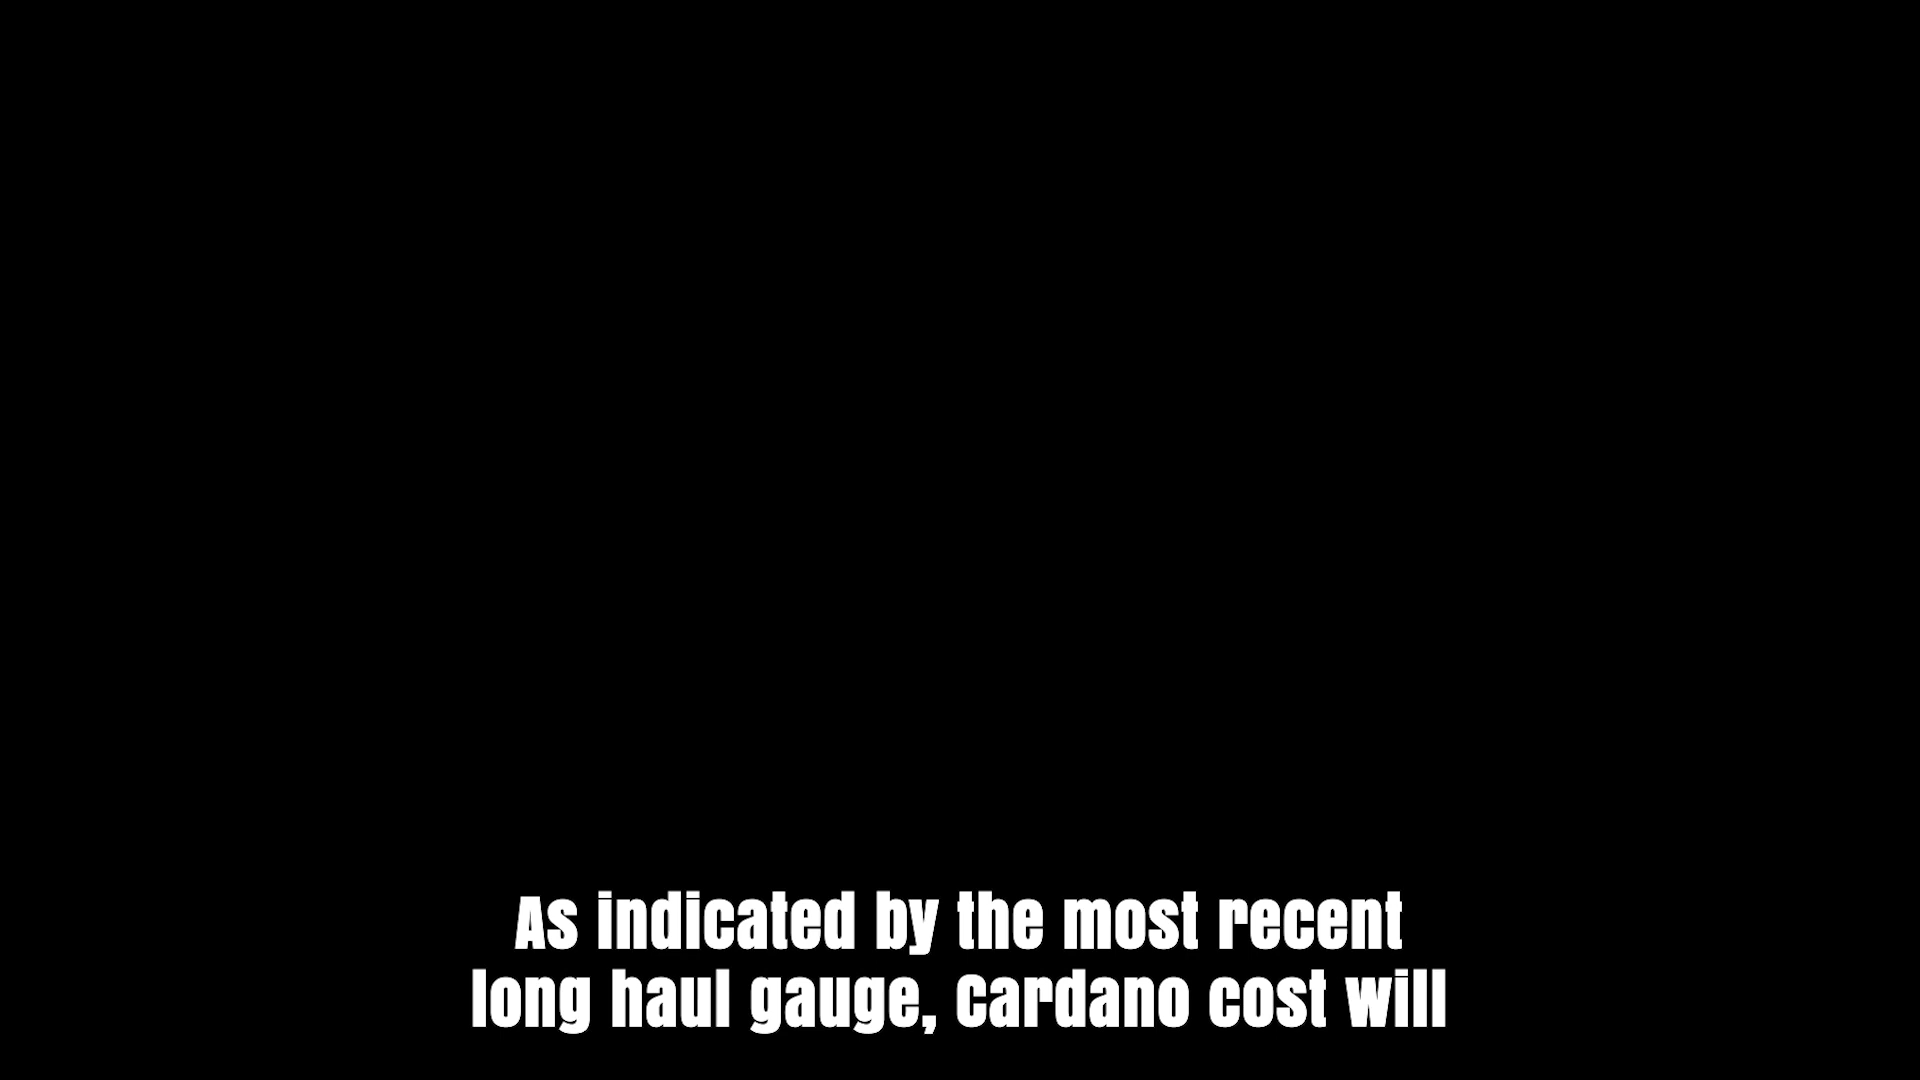 As indicated by the most recent
long haul gauge, Cardano cost will